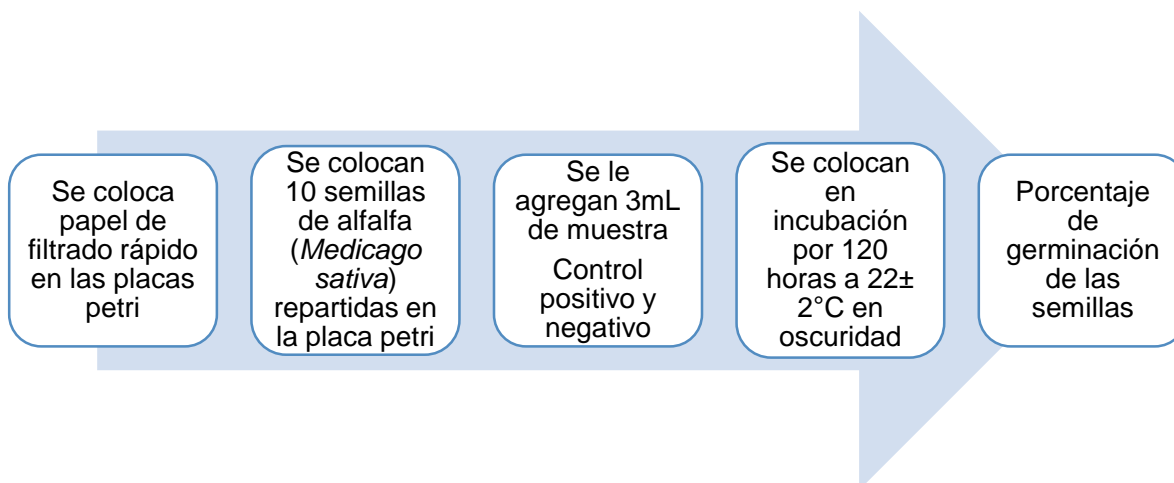 Se coloca
papel de
filtrado rápido
en las placas
petri
Se colocan
10 semillas
de alfalfa
(Medicago
sativa)
repartidas en
la placa petri
Se le
agregan 3mL
de muestra
Control
positivo y
negativo
Se colocan
en
incubación
por 120
horas a 22±
2°C en
oscuridad
Porcentaje
de
germinación
de las
semillas